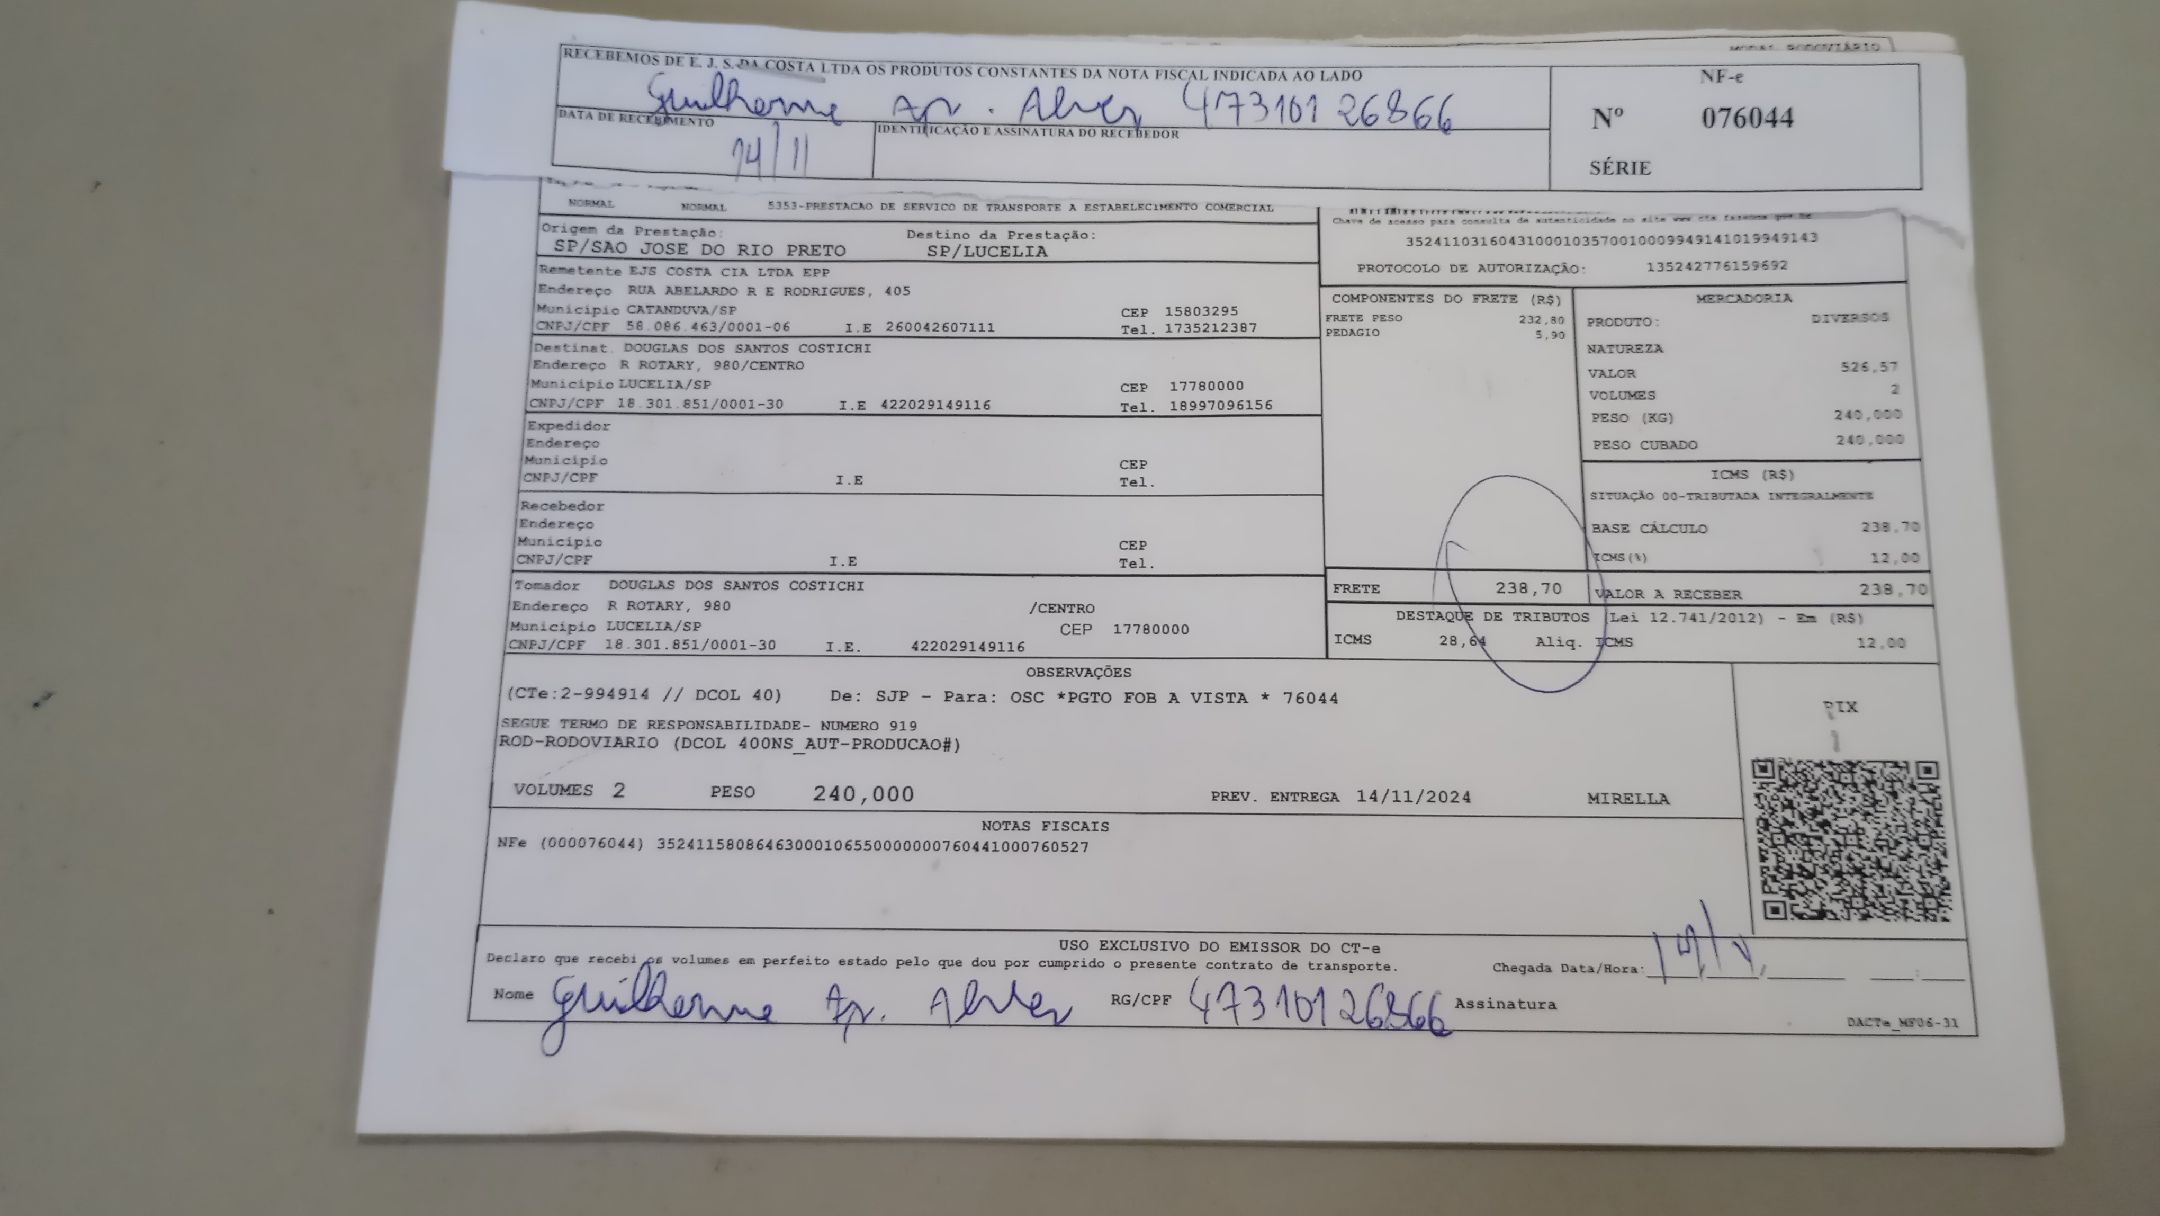 RECEBEMOS DE E. J. S. DA COSTA LTDA OS PRODUTOS CONSTANTES DA NOTA FISCAL INDICADA AO LADO
Guilherme Ap. Alves 47310126866
DATA DE RECEBIMENTO
14/11
IDENTIFICAÇÃO E ASSINATURA DO RECEBEDOR
NF-e
Nº 076044
SÉRIE
NORMAL NORMAL 5353-PRESTACAO DE SERVICO DE TRANSPORTE A ESTABELECIMENTO COMERCIAL
Origem da Prestação: Destino da Prestação:
SP/SAO JOSE DO RIO PRETO SP/LUCELIA
Chave de acesso para consulta de autenticidade no site
35241103160431000103570010009949141019949143
PROTOCOLO DE AUTORIZAÇÃO: 135242776159692
Remetente EJS COSTA CIA LTDA EPP
Endereço RUA ABELARDO R E RODRIGUES, 405
Municipio CATANDUVA/SP CEP 15803295
CNPJ/CPF 58.086.463/0001-06 I.E 260042607111 Tel. 1735212387
Destinat. DOUGLAS DOS SANTOS COSTICHI
Endereço R ROTARY, 980/CENTRO
Municipio LUCELIA/SP CEP 17780000
CNPJ/CPF 18.301.851/0001-30 I.E 422029149116 Tel. 18997096156
Expedidor
Endereço
Municipio CEP
CNPJ/CPF I.E Tel.
Recebedor
Endereço
Municipio CEP
CNPJ/CPF I.E Tel.
Tomador DOUGLAS DOS SANTOS COSTICHI
Endereço R ROTARY, 980 /CENTRO
Municipio LUCELIA/SP CEP 17780000
CNPJ/CPF 18.301.851/0001-30 I.E. 422029149116
COMPONENTES DO FRETE (R$)
FRETE PESO 232,80
PEDAGIO 5,90
MERCADORIA
PRODUTO: DIVERSOS
NATUREZA
VALOR 526,57
VOLUMES 2
PESO (KG) 240,000
PESO CUBADO 240,000
ICMS (R$)
SITUAÇÃO 00-TRIBUTADA INTEGRALMENTE
BASE CÁLCULO 238,70
ICMS(%) 12,00
FRETE 238,70 VALOR A RECEBER 238,70
DESTAQUE DE TRIBUTOS (Lei 12.741/2012) - Em (R$)
ICMS 28,64 Aliq. ICMS 12,00
OBSERVAÇÕES
(CTe:2-994914 // DCOL 40) De: SJP - Para: OSC *PGTO FOB A VISTA * 76044
SEGUE TERMO DE RESPONSABILIDADE- NUMERO 919
ROD-RODOVIARIO (DCOL 400NS_AUT-PRODUCAO#)
VOLUMES 2 PESO 240,000 PREV. ENTREGA 14/11/2024 MIRELLA
PIX
NOTAS FISCAIS
NFe (000076044) 35241158086463000106550000000760441000760527
USO EXCLUSIVO DO EMISSOR DO CT-e
Declaro que recebi os volumes em perfeito estado pelo que dou por cumprido o presente contrato de transporte. Chegada Data/Hora:
Nome Guilherme Ap. Alves RG/CPF 47310126866 Assinatura
DACTe_MF06-31